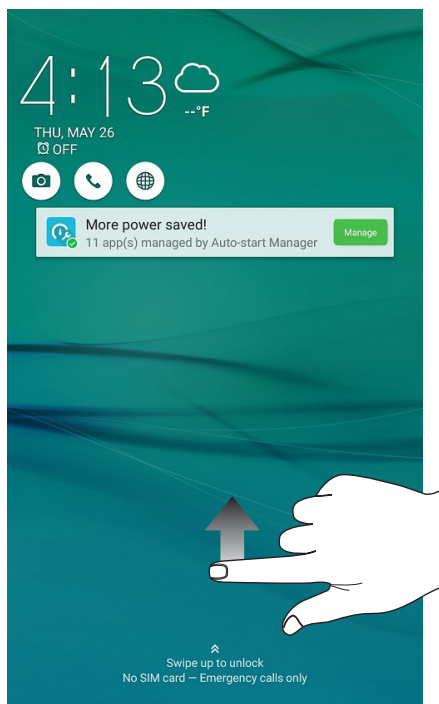 4:13
--°F
THU, MAY 26
OFF
More power saved!
11 app(s) managed by Auto-start Manager
Manage
Swipe up to unlock
No SIM card — Emergency calls only